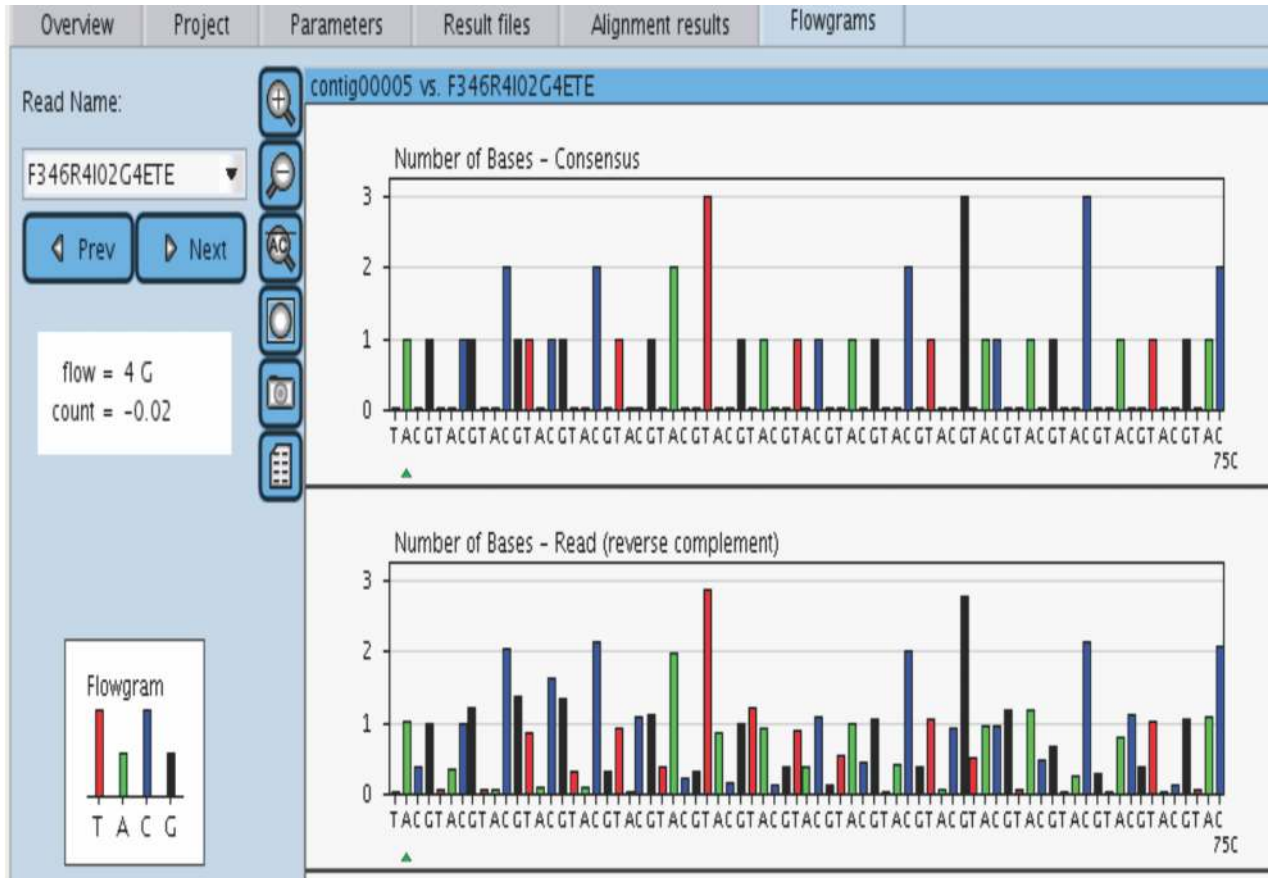 Overview Project Parameters Result files Alignment results Flowgrams
contig00005 vs. F346R4I02G4ETE
Read Name:
F346R4I02G4ETE
Prev Next
AC
flow = 4 G
count = -0.02
Flowgram
T A C G
Number of Bases - Consensus
3
2
1
0
TACGTACGTACGTACGTACGTACGTACGTACGTACGTACGTACGTACGTACGTACGTACGTACGTACGTACGTAC
75C
Number of Bases - Read (reverse complement)
3
2
1
0
TACGTACGTACGTACGTACGTACGTACGTACGTACGTACGTACGTACGTACGTACGTACGTACGTACGTACGTAC
75C